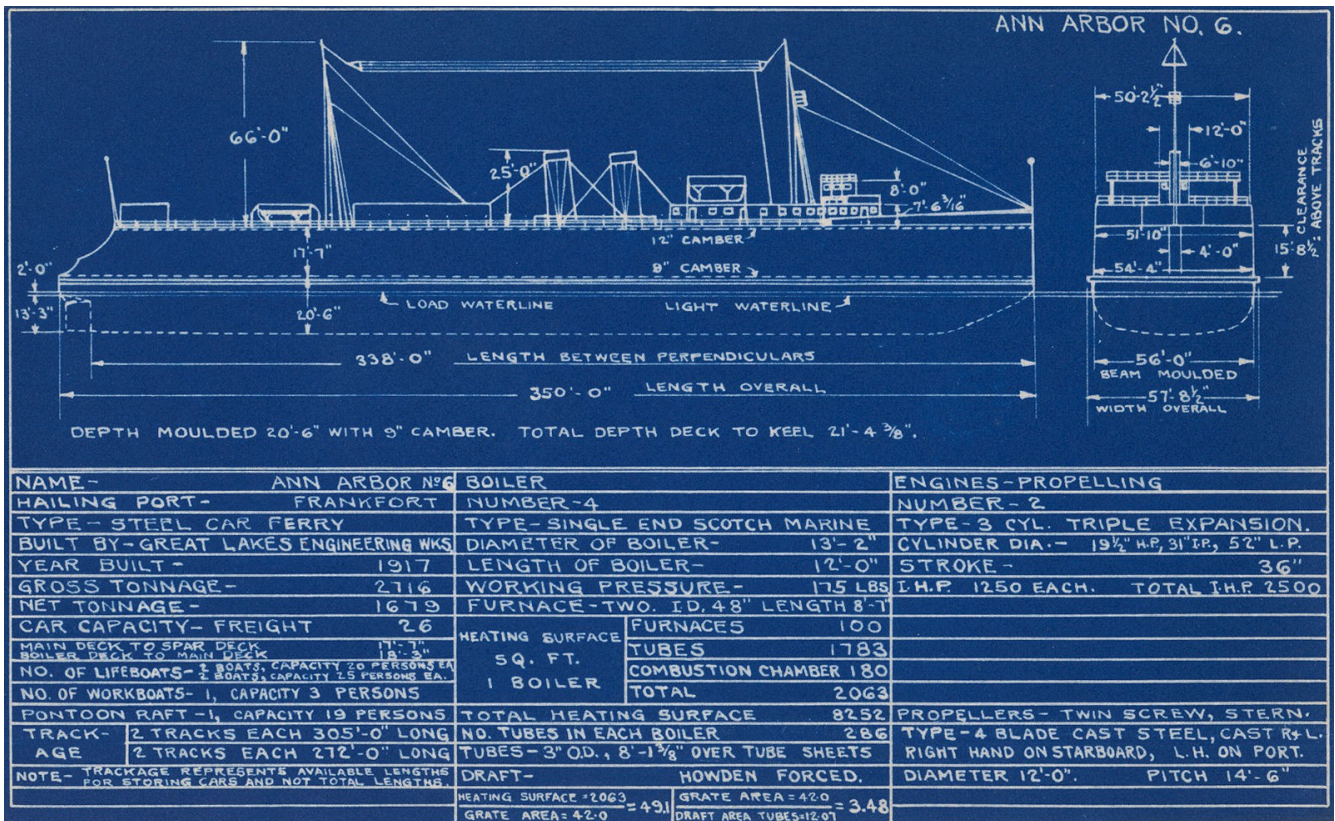 ANN ARBOR NO. 6.
66'-0"
25'-0"
8'-0"
7'-6 3/16"
12" CAMBER
17'-7"
9" CAMBER
2'-0"
13'-3"
20'-6"
LOAD WATERLINE
LIGHT WATERLINE
338'-0" LENGTH BETWEEN PERPENDICULARS
350'-0" LENGTH OVERALL
DEPTH MOULDED 20'-6" WITH 9" CAMBER. TOTAL DEPTH DECK TO KEEL 21'-4 3/8".
50'-2½"
12'-0"
6'-10"
51'-10"
4'-0"
54'-4"
15'-8½" CLEARANCE
ABOVE TRACKS
56'-0"
BEAM MOULDED
57'-8½"
WIDTH OVERALL
NAME- ANN ARBOR Nº6
HAILING PORT- FRANKFORT
TYPE- STEEL CAR FERRY
BUILT BY- GREAT LAKES ENGINEERING WKS.
YEAR BUILT- 1917
GROSS TONNAGE- 2716
NET TONNAGE- 1679
CAR CAPACITY- FREIGHT 26
MAIN DECK TO SPAR DECK 17'-7"
BOILER DECK TO MAIN DECK 18'-3"
NO. OF LIFEBOATS- 2 BOATS, CAPACITY 20 PERSONS EA.
2 BOATS, CAPACITY 25 PERSONS EA.
NO. OF WORKBOATS- 1, CAPACITY 3 PERSONS
PONTOON RAFT-1, CAPACITY 19 PERSONS
TRACK-AGE
2 TRACKS EACH 305'-0" LONG
2 TRACKS EACH 272'-0" LONG
NOTE- TRACKAGE REPRESENTS AVAILABLE LENGTHS
FOR STORING CARS AND NOT TOTAL LENGTHS.
BOILER
NUMBER-4
TYPE-SINGLE END SCOTCH MARINE
DIAMETER OF BOILER- 13'-2"
LENGTH OF BOILER- 12'-0"
WORKING PRESSURE- 175 LBS
FURNACE-TWO. I.D. 48" LENGTH 8'-7"
HEATING SURFACE
SQ. FT.
1 BOILER
FURNACES 100
TUBES 1783
COMBUSTION CHAMBER 180
TOTAL 2063
TOTAL HEATING SURFACE 8252
NO. TUBES IN EACH BOILER 286
TUBES-3" O.D., 8'-1 3/8" OVER TUBE SHEETS
DRAFT- HOWDEN FORCED.
HEATING SURFACE=2063
GRATE AREA=42.0
=49.1
GRATE AREA=42.0
DRAFT AREA TUBES=12.07
=3.48
ENGINES-PROPELLING
NUMBER-2
TYPE-3 CYL. TRIPLE EXPANSION.
CYLINDER DIA.- 19½" H.P., 31" I.P., 52" L.P.
STROKE- 36"
I.H.P. 1250 EACH. TOTAL I.H.P. 2500
PROPELLERS- TWIN SCREW, STERN.
TYPE-4 BLADE CAST STEEL, CAST R+L.
RIGHT HAND ON STARBOARD, L.H. ON PORT.
DIAMETER 12'-0". PITCH 14'-6"